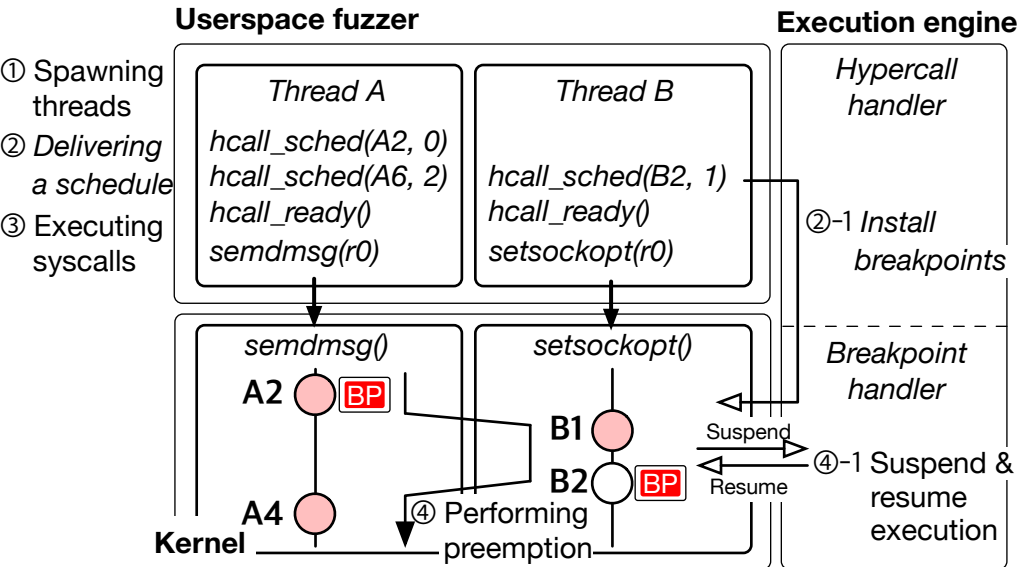 Userspace fuzzer
Execution engine
① Spawning
threads
② Delivering
a schedule
③ Executing
syscalls
Thread A
hcall_sched(A2, 0)
hcall_sched(A6, 2)
hcall_ready()
semdmsg(r0)
Thread B
hcall_sched(B2, 1)
hcall_ready()
setsockopt(r0)
Hypercall
handler
②-1 Install
breakpoints
semdmsg()
A2 BP
A4
setsockopt()
B1
B2 BP
Breakpoint
handler
Suspend
Resume
④-1 Suspend &
resume
execution
④ Performing
preemption
Kernel